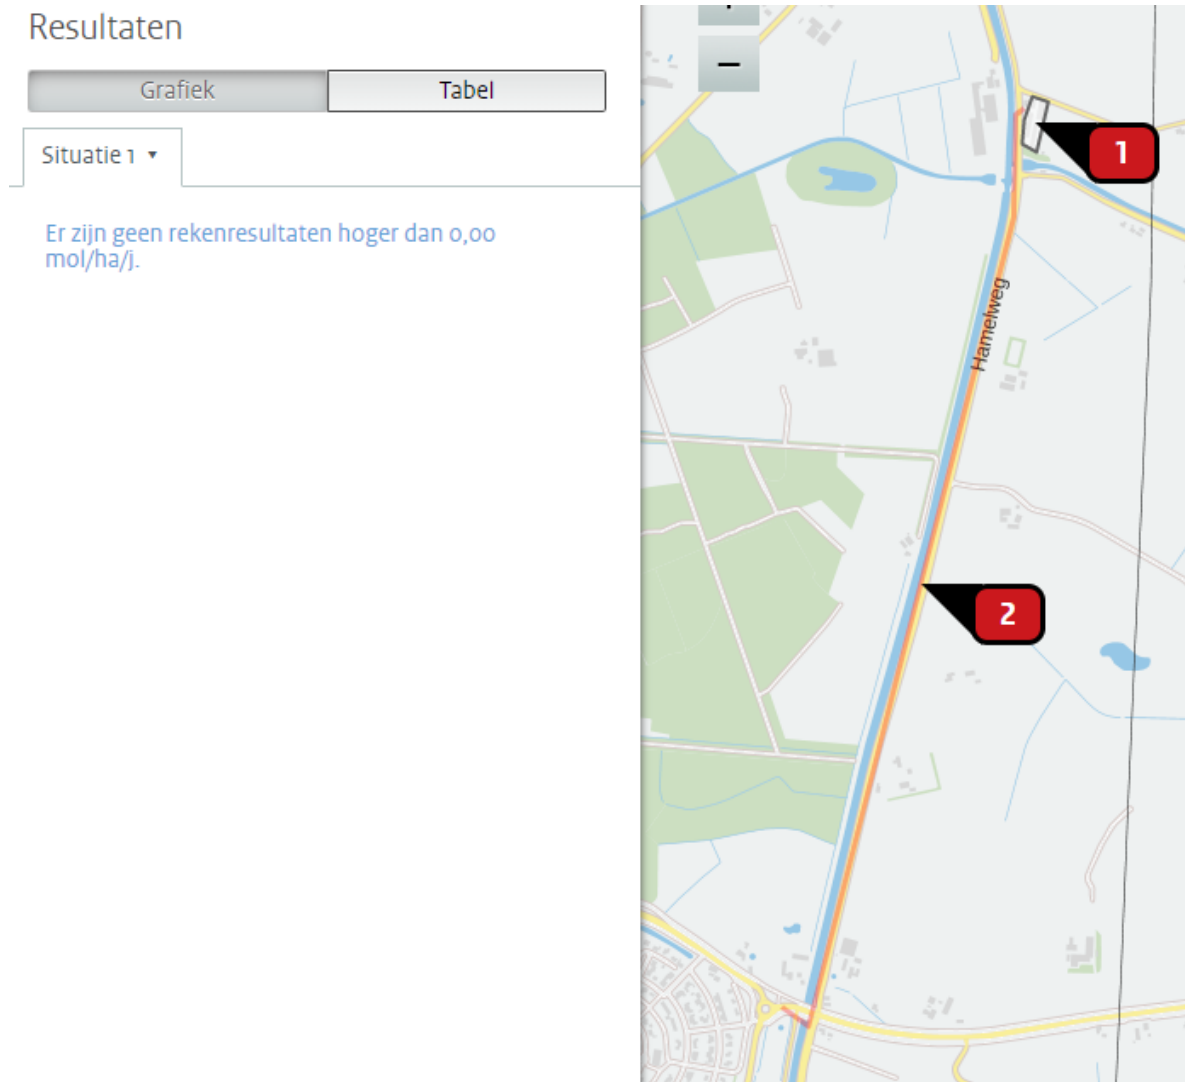 Resultaten
Grafiek
Tabel
Situatie 1
Er zijn geen rekenresultaten hoger dan 0,00
mol/ha/j.
1
Hamelweg
2